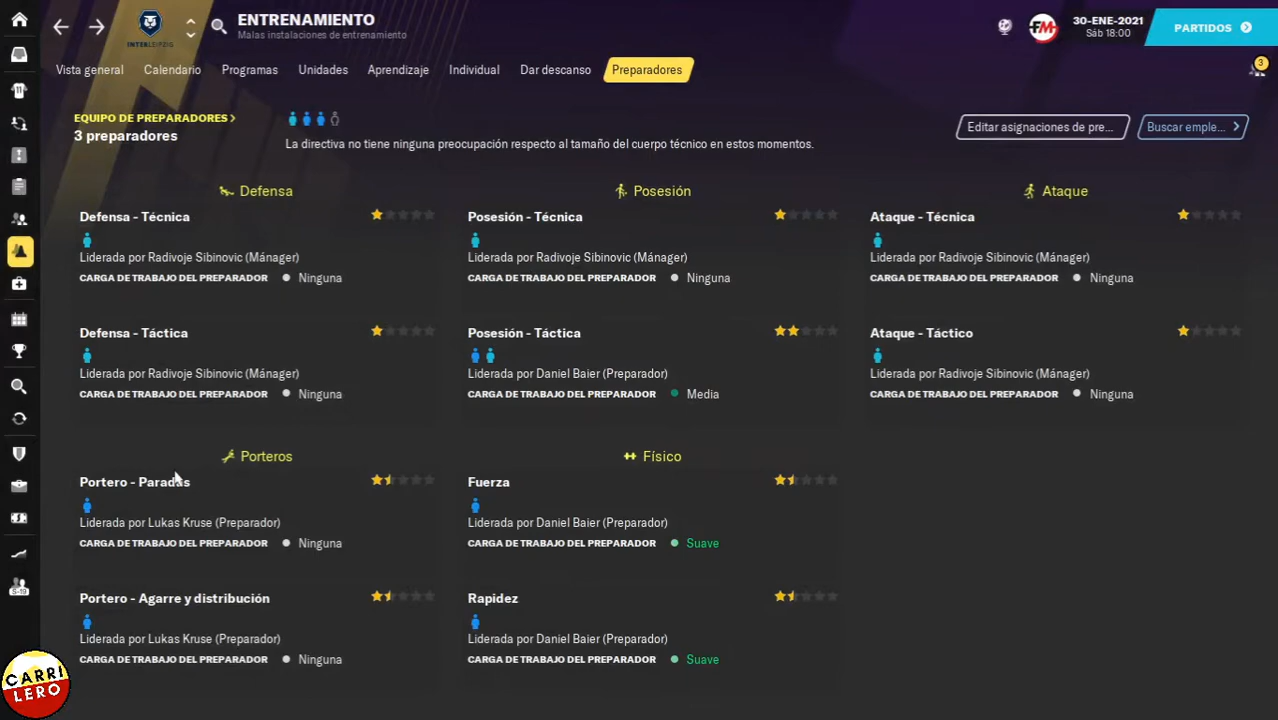 ENTRENAMIENTO
Malas instalaciones de entrenamiento
INTERLEIPZIG
FM
30-ENE-2021
Sáb 18:00
PARTIDOS
Vista general
Calendario
Programas
Unidades
Aprendizaje
Individual
Dar descanso
Preparadores
3
11
EQUIPO DE PREPARADORES >
3 preparadores
La directiva no tiene ninguna preocupación respecto al tamaño del cuerpo técnico en estos momentos.
Editar asignaciones de pre...
Buscar emple...
Defensa
Posesión
Ataque
Defensa - Técnica
Liderada por Radivoje Sibinovic (Mánager)
CARGA DE TRABAJO DEL PREPARADOR Ninguna
Posesión - Técnica
Liderada por Radivoje Sibinovic (Mánager)
CARGA DE TRABAJO DEL PREPARADOR Ninguna
Ataque - Técnica
Liderada por Radivoje Sibinovic (Mánager)
CARGA DE TRABAJO DEL PREPARADOR Ninguna
Defensa - Táctica
Liderada por Radivoje Sibinovic (Mánager)
CARGA DE TRABAJO DEL PREPARADOR Ninguna
Posesión - Táctica
Liderada por Daniel Baier (Preparador)
CARGA DE TRABAJO DEL PREPARADOR Media
Ataque - Táctico
Liderada por Radivoje Sibinovic (Mánager)
CARGA DE TRABAJO DEL PREPARADOR Ninguna
Porteros
Físico
Portero - Paradas
Liderada por Lukas Kruse (Preparador)
CARGA DE TRABAJO DEL PREPARADOR Ninguna
Fuerza
Liderada por Daniel Baier (Preparador)
CARGA DE TRABAJO DEL PREPARADOR Suave
Portero - Agarre y distribución
Liderada por Lukas Kruse (Preparador)
CARGA DE TRABAJO DEL PREPARADOR Ninguna
Rapidez
Liderada por Daniel Baier (Preparador)
CARGA DE TRABAJO DEL PREPARADOR Suave
S-19
CARRI
LERO